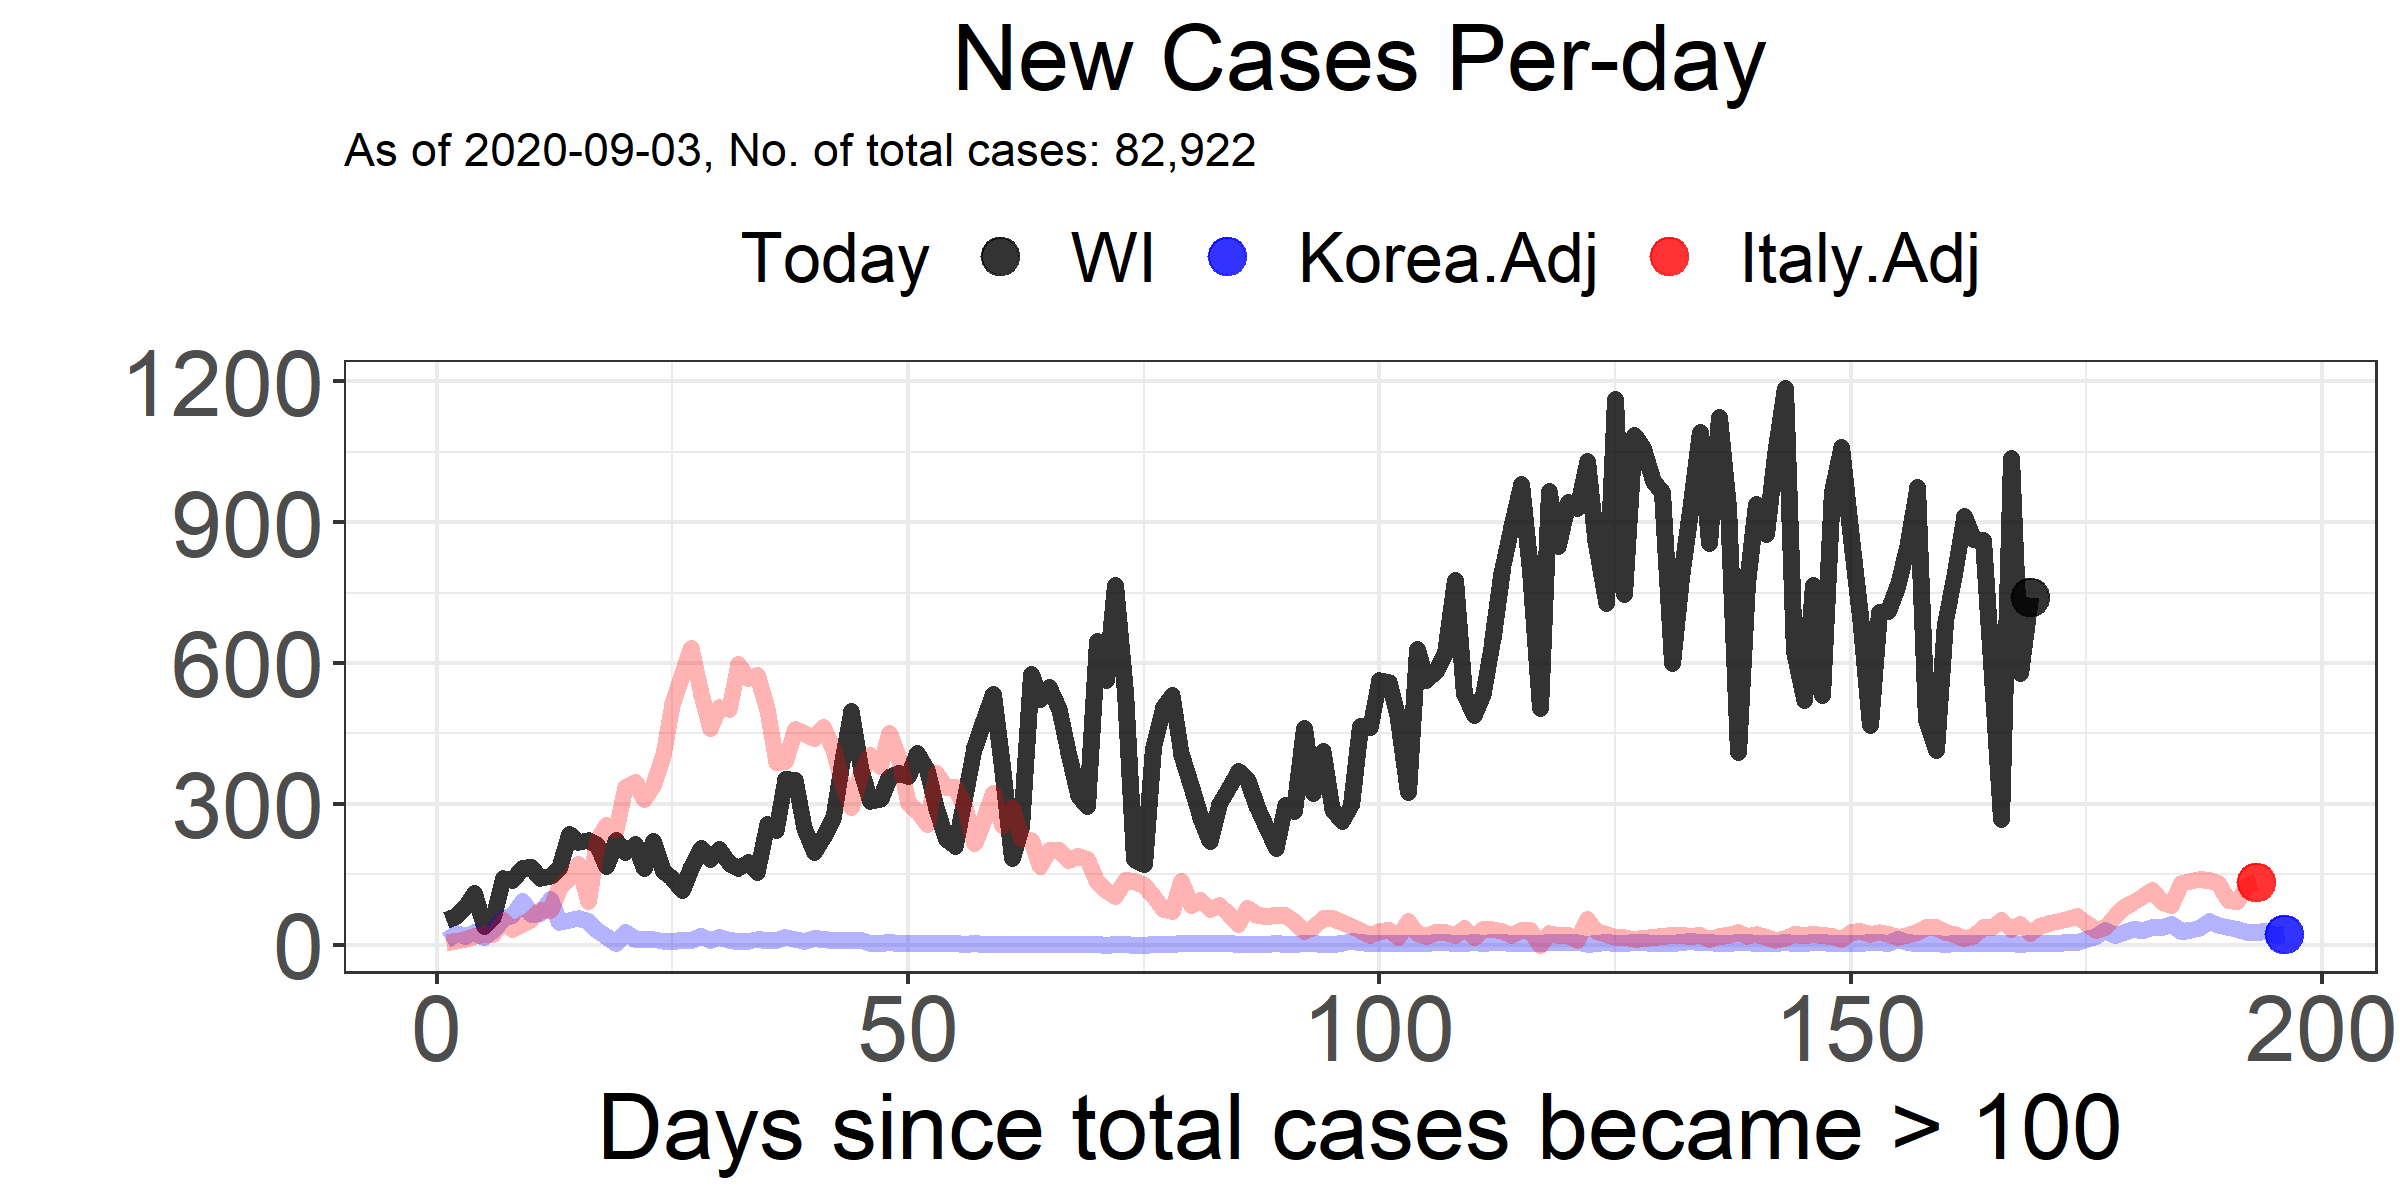 New Cases Per-day
As of 2020-09-03, No. of total cases: 82,922
Today WI Korea.Adj Italy.Adj
1200
900
600
300
0
0 50 100 150 200
Days since total cases became > 100